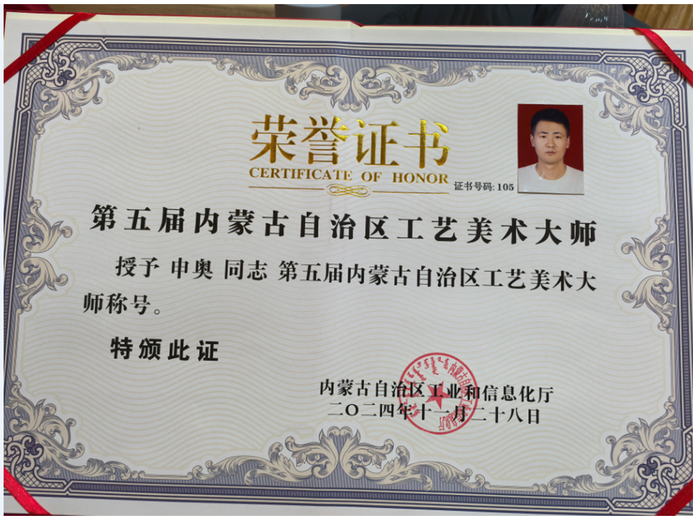 荣誉证书
CERTIFICATE OF HONOR
证书号码: 105
第五届内蒙古自治区工艺美术大师
授予 申奥 同志 第五届内蒙古自治区工艺美术大
师称号。
特颁此证
内蒙古自治区工业和信息化厅
二〇二四年十一月二十八日